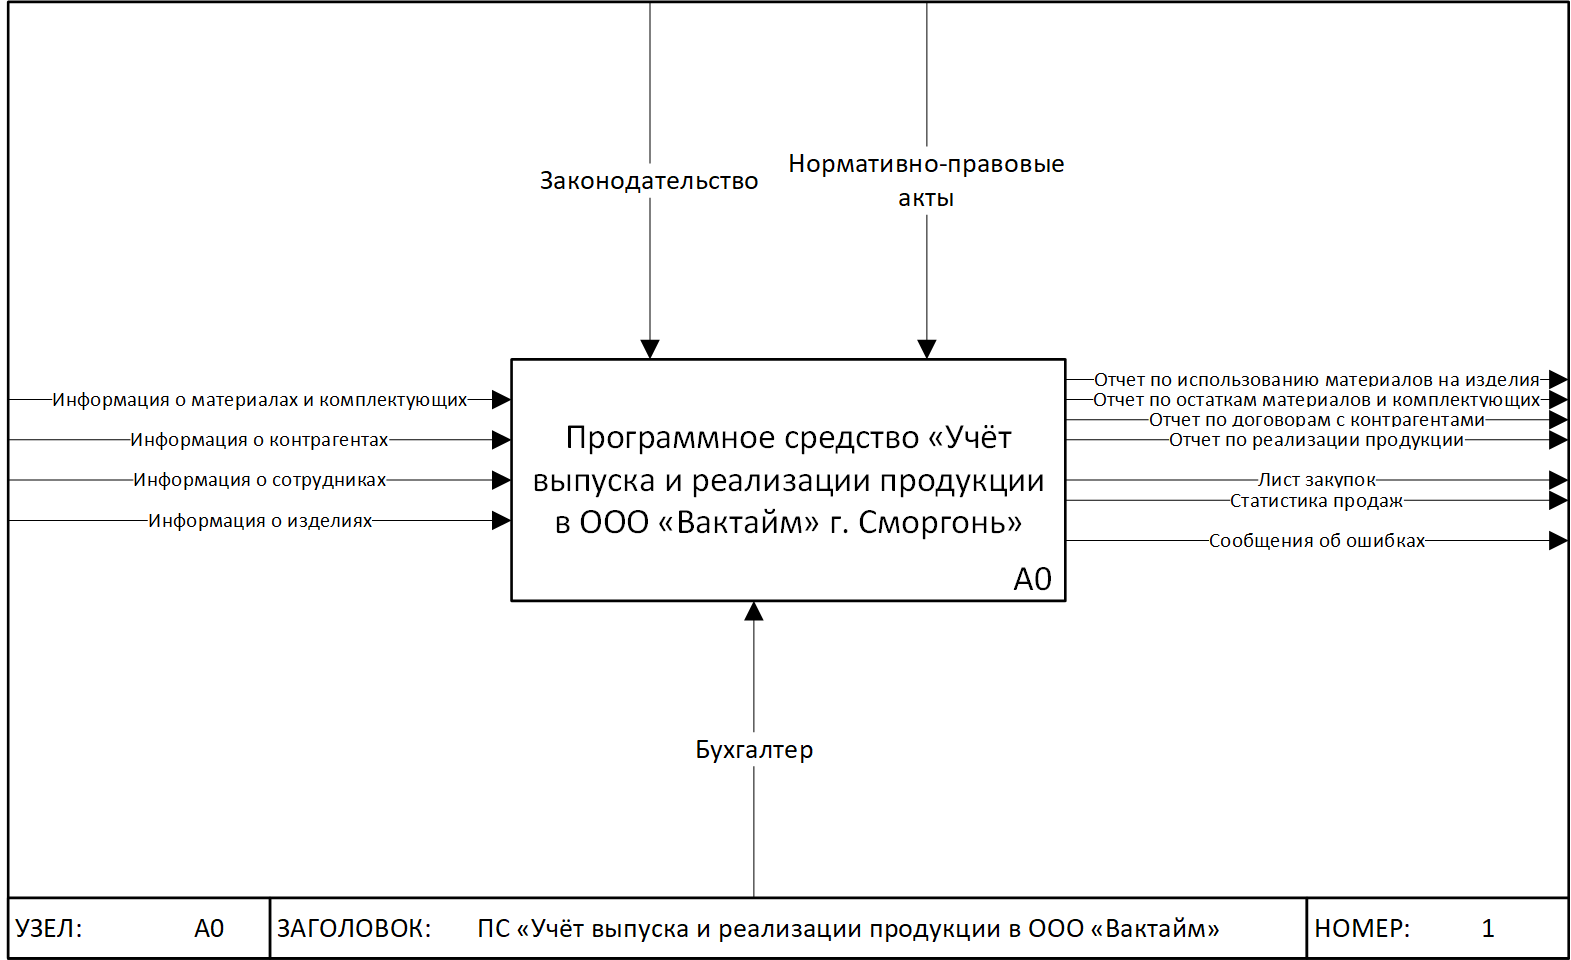 Законодательство
Нормативно-правовые
акты
Информация о материалах и комплектующих
Информация о контрагентах
Информация о сотрудниках
Информация о изделиях
Программное средство «Учёт
выпуска и реализации продукции
в ООО «Вактайм» г. Сморгонь»
A0
Отчет по использованию материалов на изделия
Отчет по остаткам материалов и комплектующих
Отчет по договорам с контрагентами
Отчет по реализации продукции
Лист закупок
Статистика продаж
Сообщения об ошибках
Бухгалтер
УЗЕЛ: A0
ЗАГОЛОВОК: ПС «Учёт выпуска и реализации продукции в ООО «Вактайм»
НОМЕР: 1